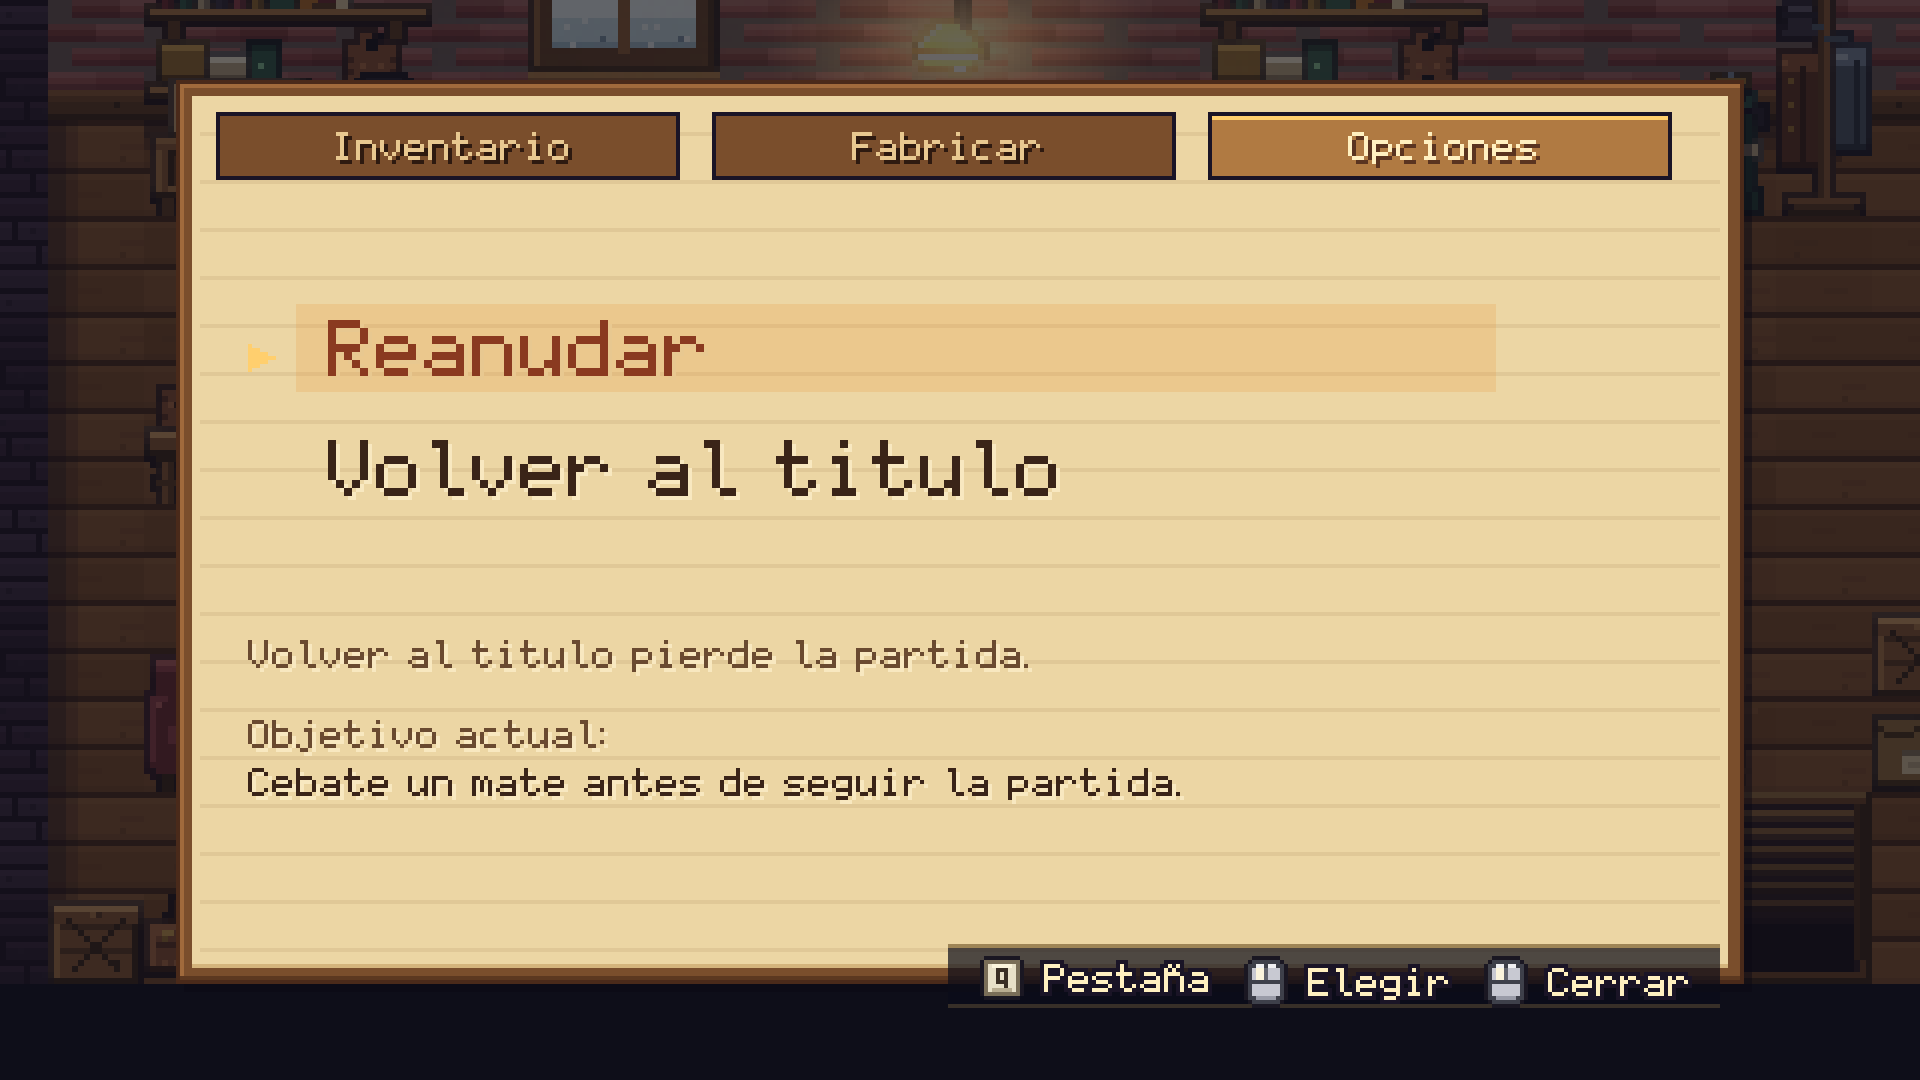 Inventario
Fabricar
Opciones
Reanudar
Volver al titulo
Volver al titulo pierde la partida.
Objetivo actual:
Cebate un mate antes de seguir la partida.
q Pestaña Elegir Cerrar